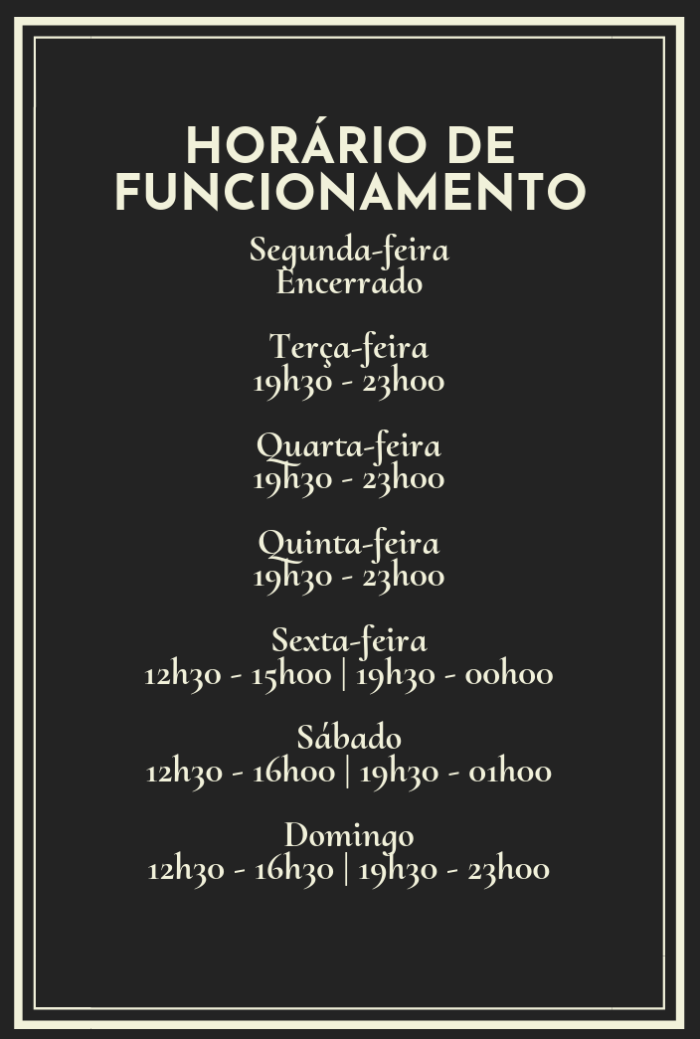 HORÁRIO DE
FUNCIONAMENTO
Segunda-feira
Encerrado
Terça-feira
19h30 - 23h00
Quarta-feira
19h30 - 23h00
Quinta-feira
19h30 - 23h00
Sexta-feira
12h30 - 15h00 | 19h30 - 00h00
Sábado
12h30 - 16h00 | 19h30 - 01h00
Domingo
12h30 - 16h30 | 19h30 - 23h00